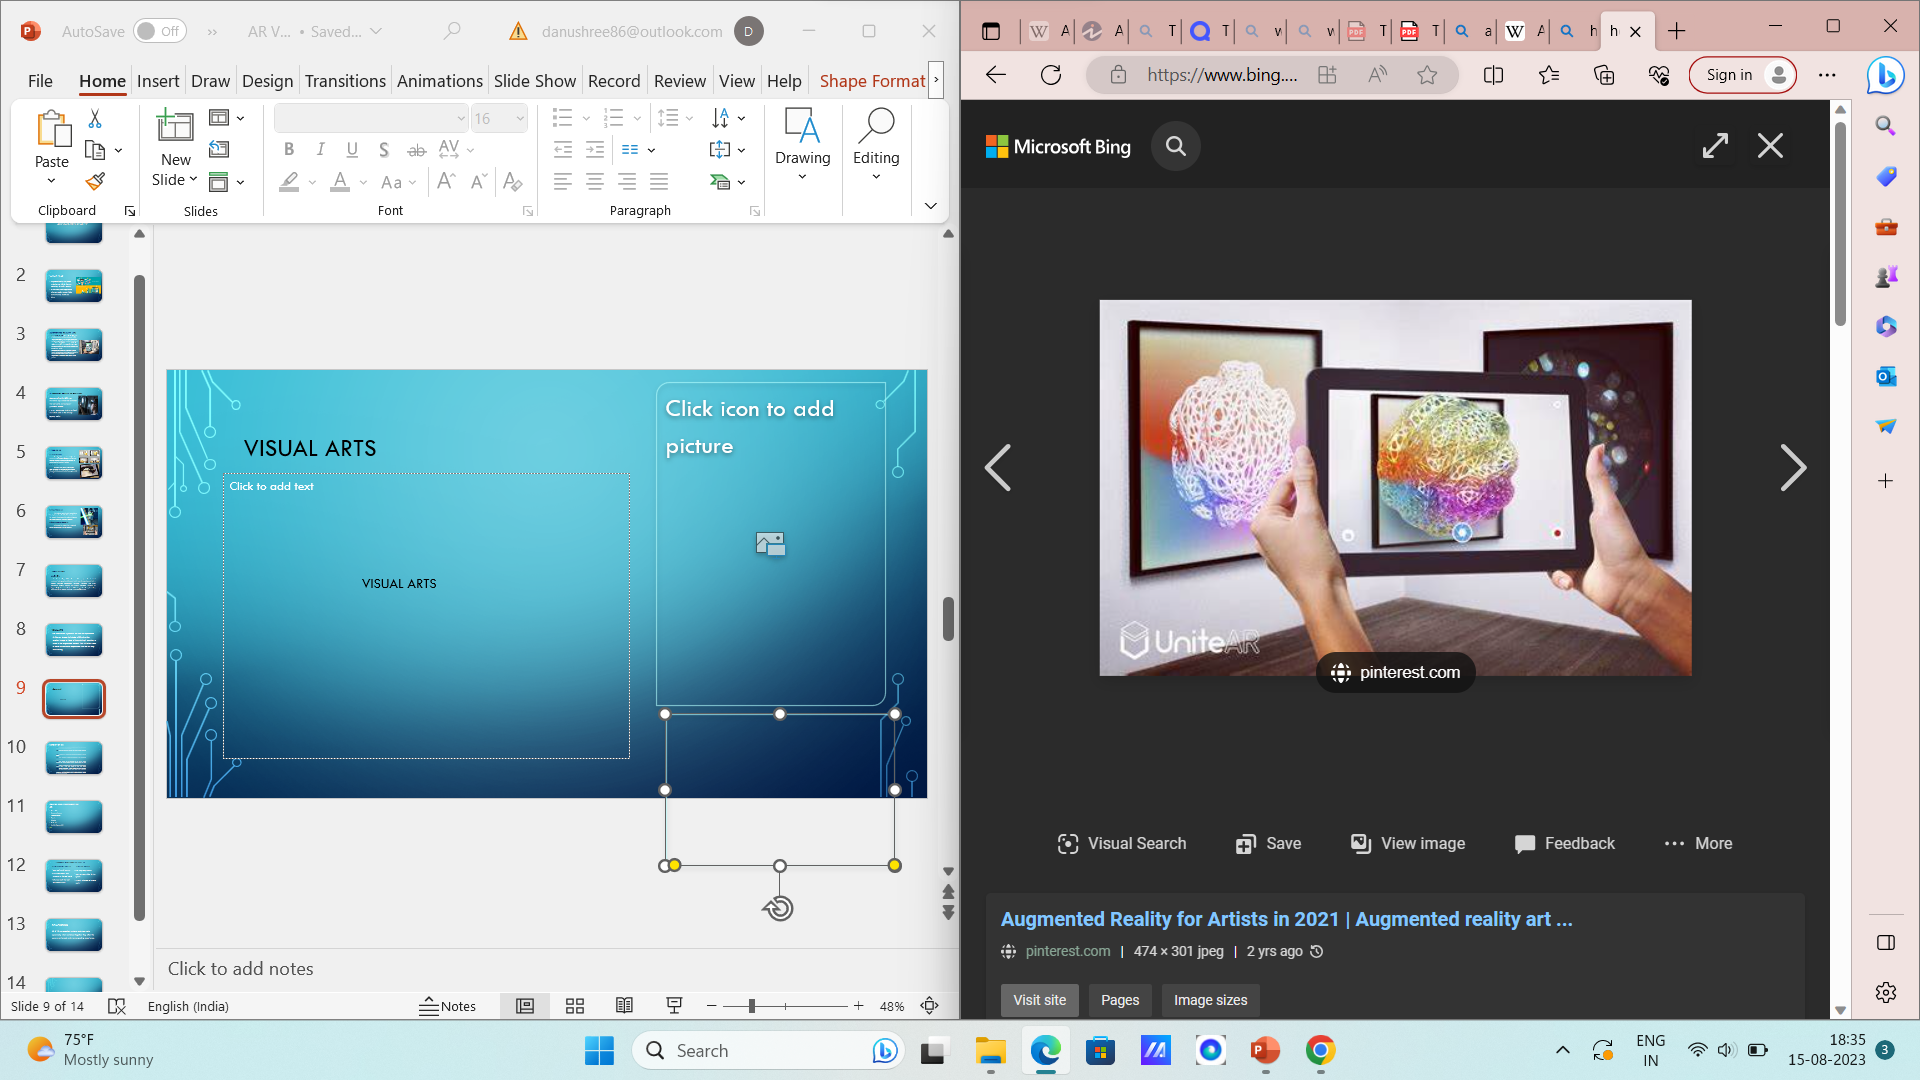 AutoSave Off » AR V... • Saved... danushree86@outlook.com D
File Home Insert Draw Design Transitions Animations Slide Show Record Review View Help Shape Format
Paste
New
Slide
16
B I U S ab AV
A Aa A A
Drawing
Editing
Clipboard Slides Font Paragraph
2
3
4
5
6
7
8
9
10
11
12
13
14
VISUAL ARTS
Click to add text
VISUAL ARTS
Click icon to add
picture
Click to add notes
Slide 9 of 14 English (India) Notes 48%
https://www.bing....
Sign in
Microsoft Bing
UniteAR
pinterest.com
Visual Search Save View image Feedback More
Augmented Reality for Artists in 2021 | Augmented reality art ...
pinterest.com | 474 × 301 jpeg | 2 yrs ago
Visit site Pages Image sizes
75°F
Mostly sunny
Search
ENG
IN
18:35
15-08-2023
3